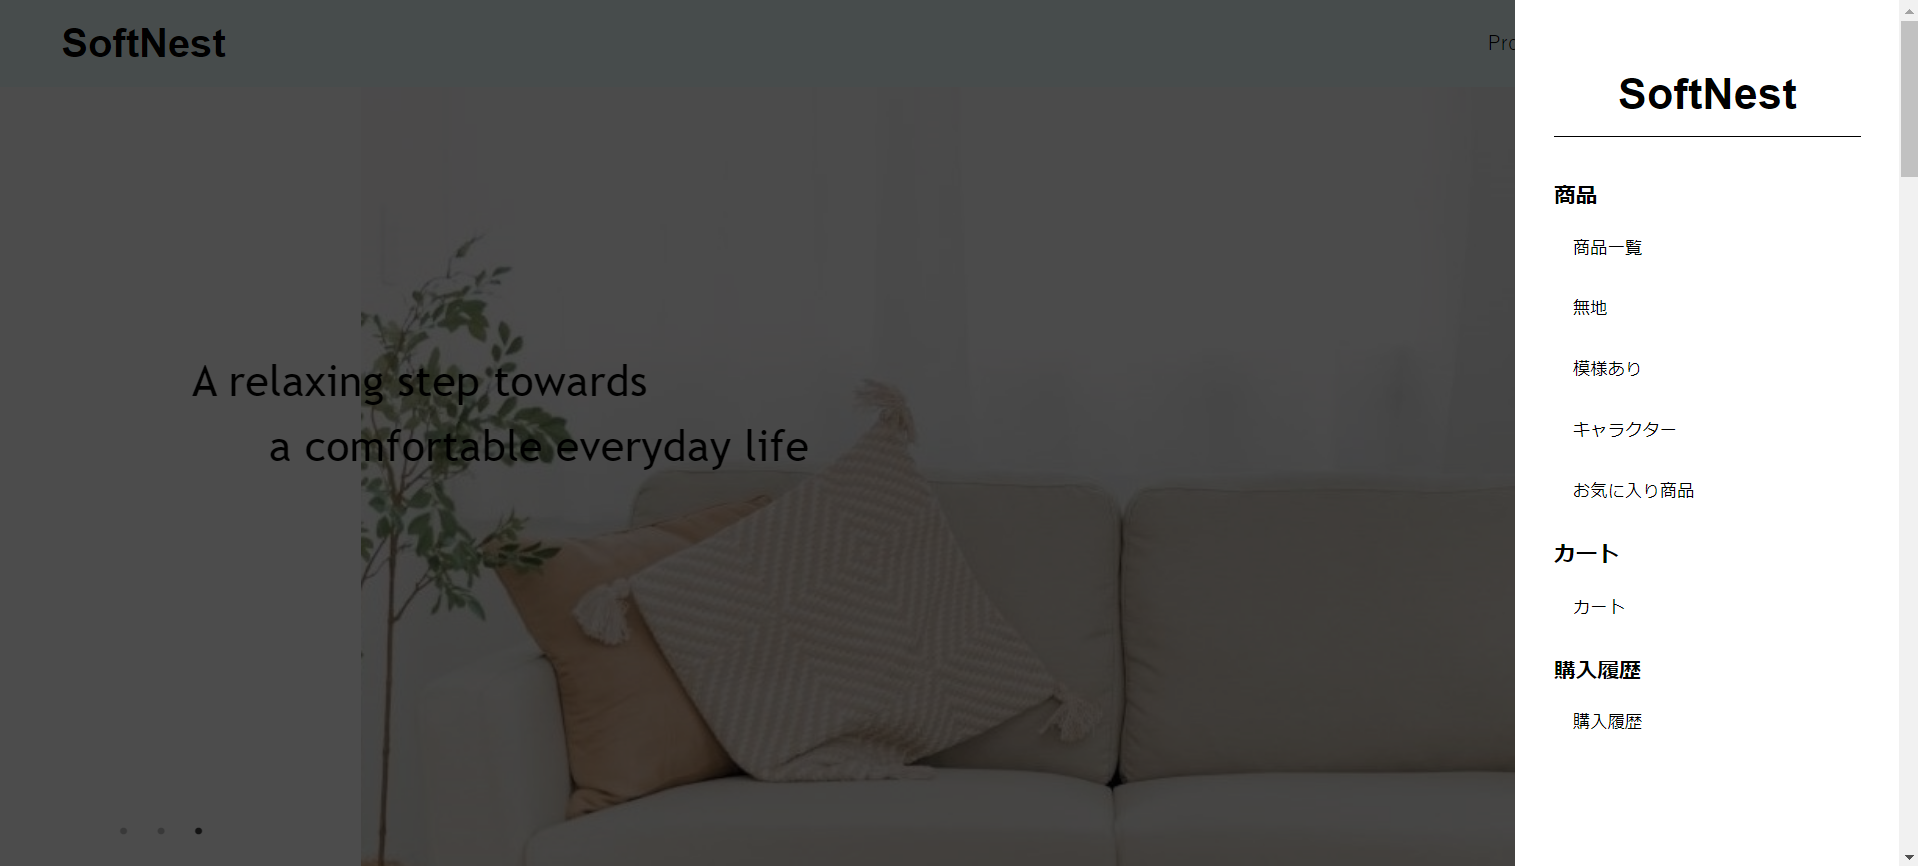 SoftNest
A relaxing step towards
a comfortable everyday life
SoftNest
商品
商品一覧
無地
模様あり
キャラクター
お気に入り商品
カート
カート
購入履歴
購入履歴